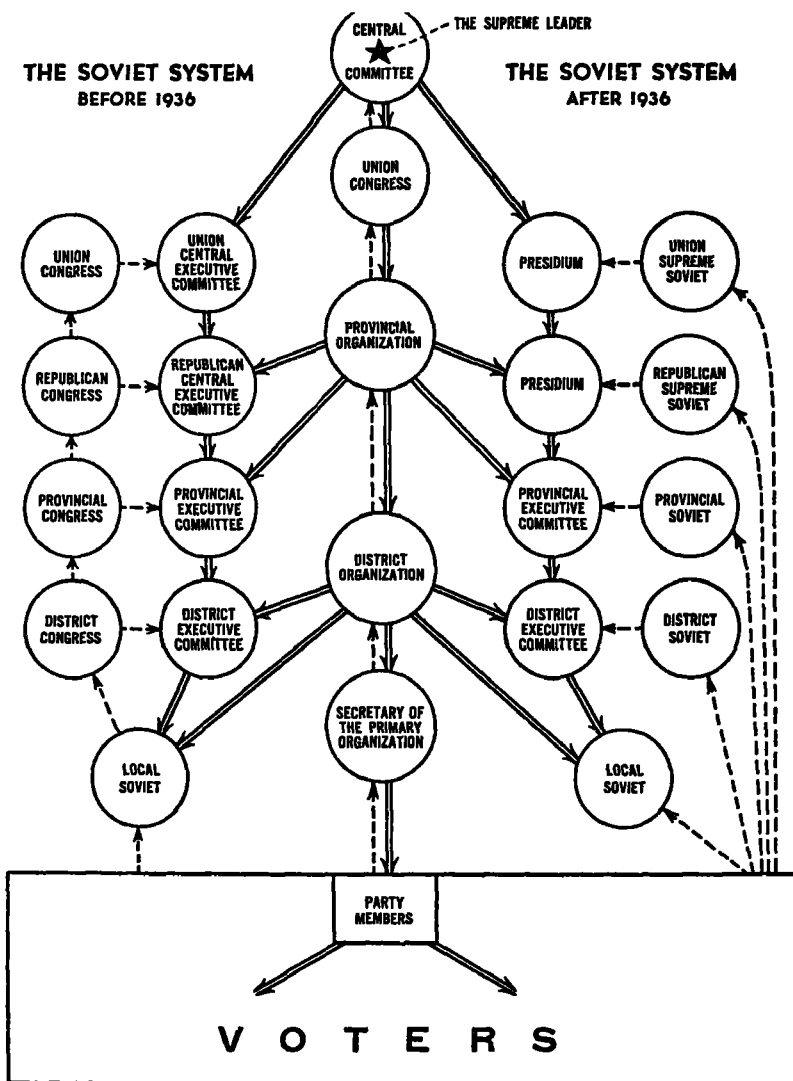 CENTRAL
COMMITTEE
THE SUPREME LEADER
THE SOVIET SYSTEM
BEFORE 1936
THE SOVIET SYSTEM
AFTER 1936
UNION
CONGRESS
UNION
CONGRESS
UNION
CENTRAL
EXECUTIVE
COMMITTEE
PRESIDIUM
UNION
SUPREME
SOVIET
PROVINCIAL
ORGANIZATION
REPUBLICAN
CONGRESS
REPUBLICAN
CENTRAL
EXECUTIVE
COMMITTEE
PRESIDIUM
REPUBLICAN
SUPREME
SOVIET
PROVINCIAL
CONGRESS
PROVINCIAL
EXECUTIVE
COMMITTEE
PROVINCIAL
EXECUTIVE
COMMITTEE
PROVINCIAL
SOVIET
DISTRICT
ORGANIZATION
DISTRICT
CONGRESS
DISTRICT
EXECUTIVE
COMMITTEE
DISTRICT
EXECUTIVE
COMMITTEE
DISTRICT
SOVIET
SECRETARY OF
THE PRIMARY
ORGANIZATION
LOCAL
SOVIET
LOCAL
SOVIET
PARTY
MEMBERS
VOTERS